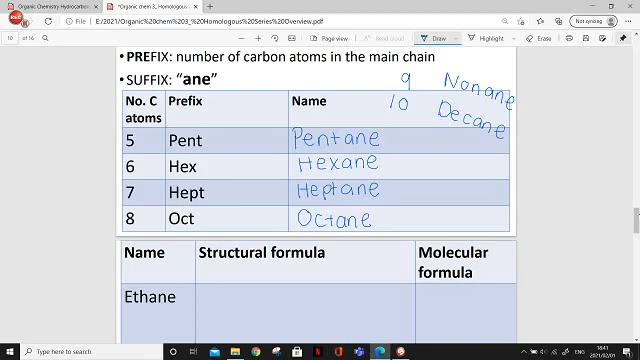 Organic Chemistry Hydrocarbon
*Organic chem 3_ Homologous
REC
E:/2021/Organic%20chem%203_%20Homologous%20Series%20Overview.pdf
Not syncing
10 of 16
Page view
Read aloud
Draw
Highlight
Erase
• PREFIX: number of carbon atoms in the main chain
• SUFFIX: “ane”
9 Nonane
10 Decane
No. C atoms Prefix Name
5 Pent Pentane
6 Hex Hexane
7 Hept Heptane
8 Oct Octane
Name Structural formula Molecular formula
Ethane
Type here to search
ENG
18:41
2021/02/01